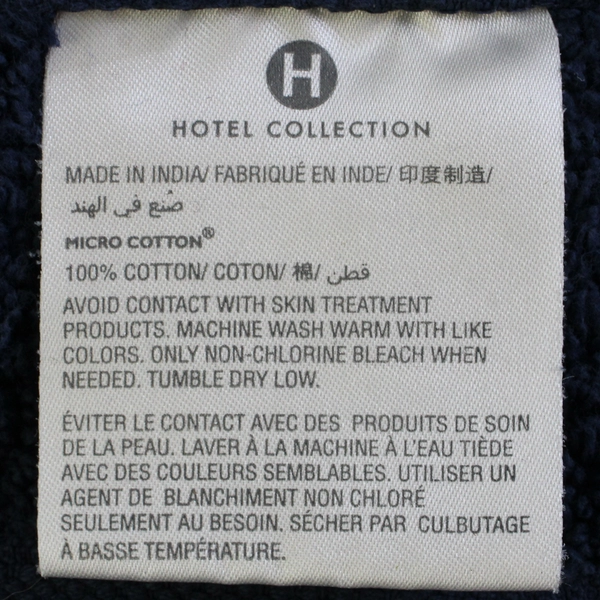 H
HOTEL COLLECTION
MADE IN INDIA/ FABRIQUÉ EN INDE/ 印度制造/
صُنع في الهند
MICRO COTTON®
100% COTTON/ COTON/ 棉/ قطن
AVOID CONTACT WITH SKIN TREATMENT
PRODUCTS. MACHINE WASH WARM WITH LIKE
COLORS. ONLY NON-CHLORINE BLEACH WHEN
NEEDED. TUMBLE DRY LOW.
ÉVITER LE CONTACT AVEC DES PRODUITS DE SOIN
DE LA PEAU. LAVER À LA MACHINE À L'EAU TIÈDE
AVEC DES COULEURS SEMBLABLES. UTILISER UN
AGENT DE BLANCHIMENT NON CHLORÉ
SEULEMENT AU BESOIN. SÉCHER PAR CULBUTAGE
À BASSE TEMPÉRATURE.